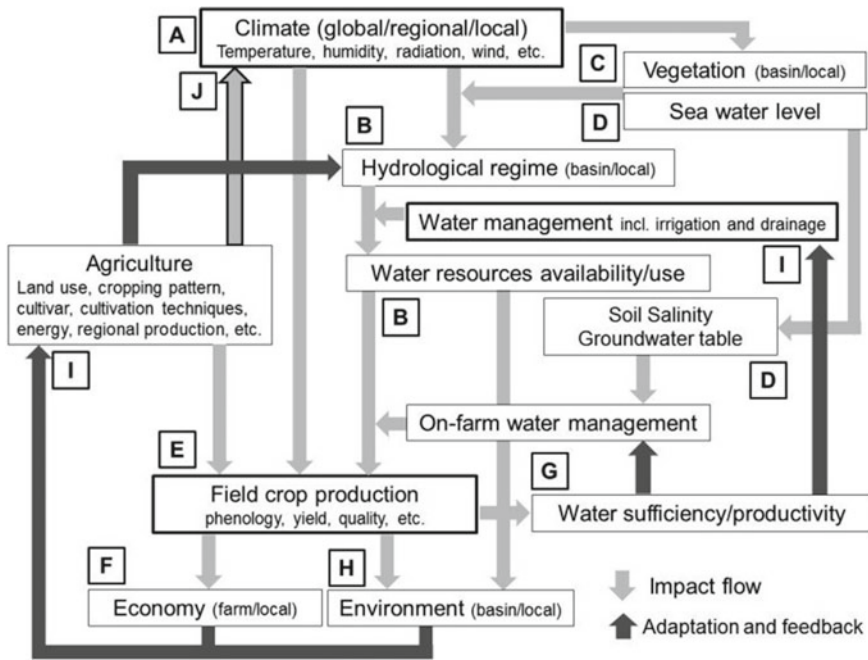 A
Climate (global/regional/local)
Temperature, humidity, radiation, wind, etc.
J
C
Vegetation (basin/local)
D
Sea water level
B
Hydrological regime (basin/local)
Water management incl. irrigation and drainage
I
Agriculture
Land use, cropping pattern,
cultivar, cultivation techniques,
energy, regional production, etc.
Water resources availability/use
B
Soil Salinity
Groundwater table
I
D
On-farm water management
E
G
Field crop production
phenology, yield, quality, etc.
Water sufficiency/productivity
F
H
Economy (farm/local)
Environment (basin/local)
Impact flow
Adaptation and feedback